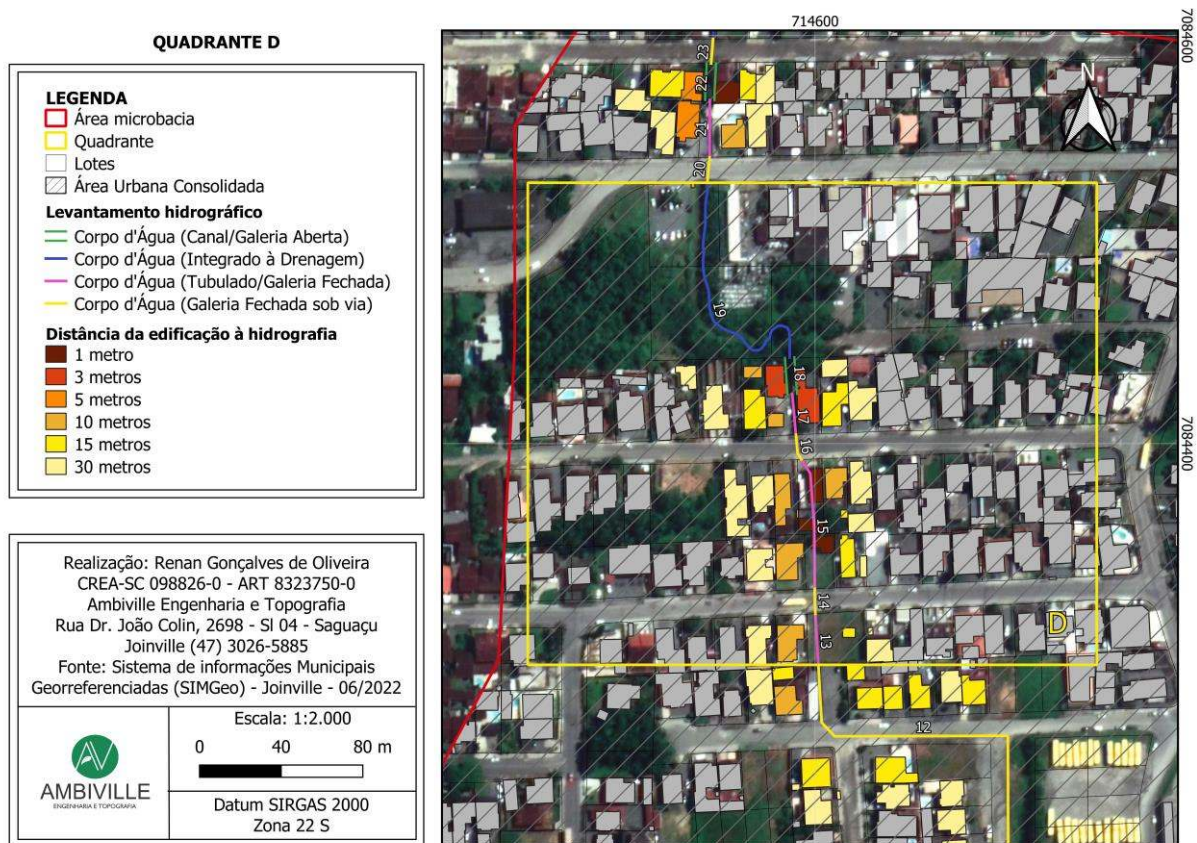 QUADRANTE D
LEGENDA
Área microbacia
Quadrante
Lotes
Área Urbana Consolidada
Levantamento hidrográfico
Corpo d'Água (Canal/Galeria Aberta)
Corpo d'Água (Integrado à Drenagem)
Corpo d'Água (Tubulado/Galeria Fechada)
Corpo d'Água (Galeria Fechada sob via)
Distância da edificação à hidrografia
1 metro
3 metros
5 metros
10 metros
15 metros
30 metros
Realização: Renan Gonçalves de Oliveira
CREA-SC 098826-0 - ART 8323750-0
Ambiville Engenharia e Topografia
Rua Dr. João Colin, 2698 - Sl 04 - Saguaçu
Joinville (47) 3026-5885
Fonte: Sistema de informações Municipais
Georreferenciadas (SIMGeo) - Joinville - 06/2022
AV
AMBIVILLE
ENGENHARIA E TOPOGRAFIA
Escala: 1:2.000
0 40 80 m
Datum SIRGAS 2000
Zona 22 S
714600
7084600
7084400
N
23
22
21
20
19
18
17
16
15
14
13
12
D